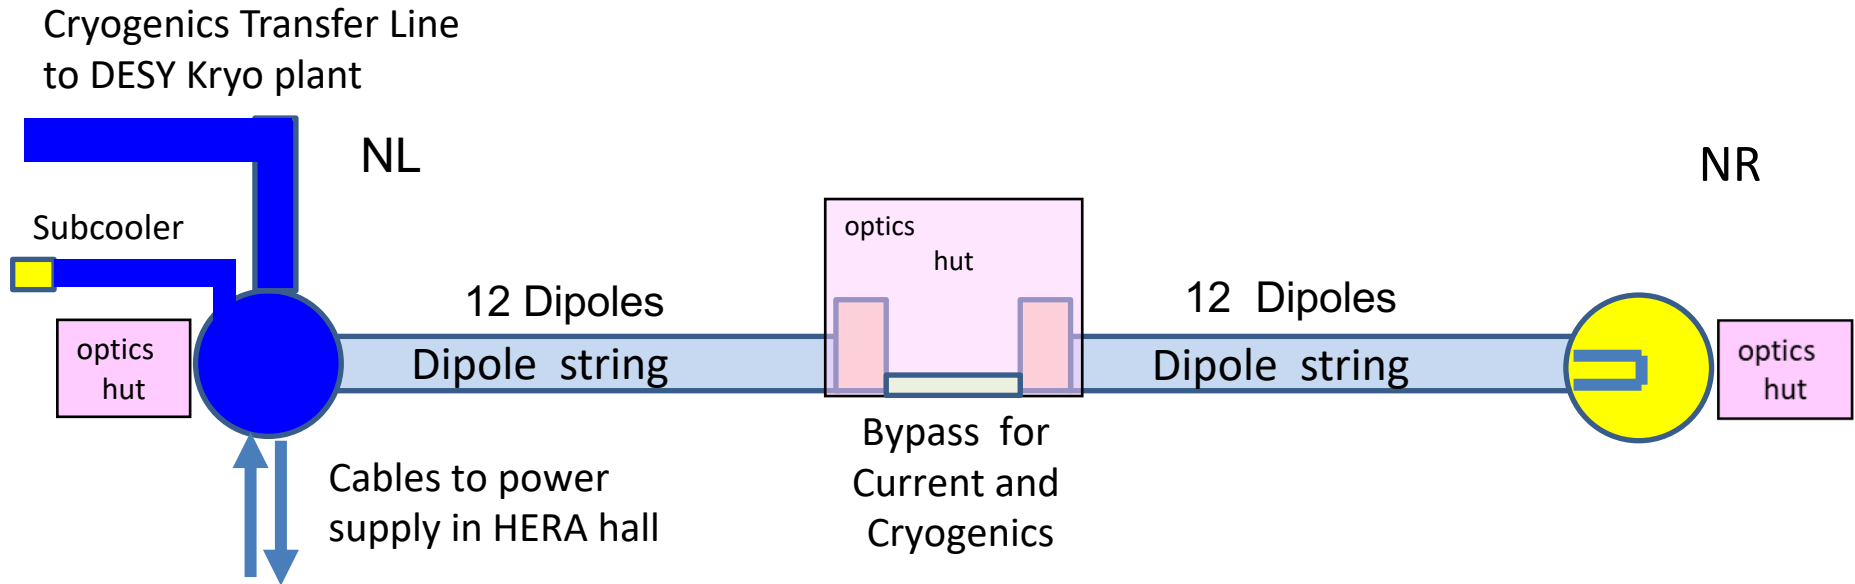 Cryogenics Transfer Line
to DESY Kryo plant
NL
NR
Subcooler
optics
hut
12 Dipoles
12 Dipoles
optics
hut
Dipole string
Dipole string
optics
hut
Bypass for
Current and
Cryogenics
Cables to power
supply in HERA hall